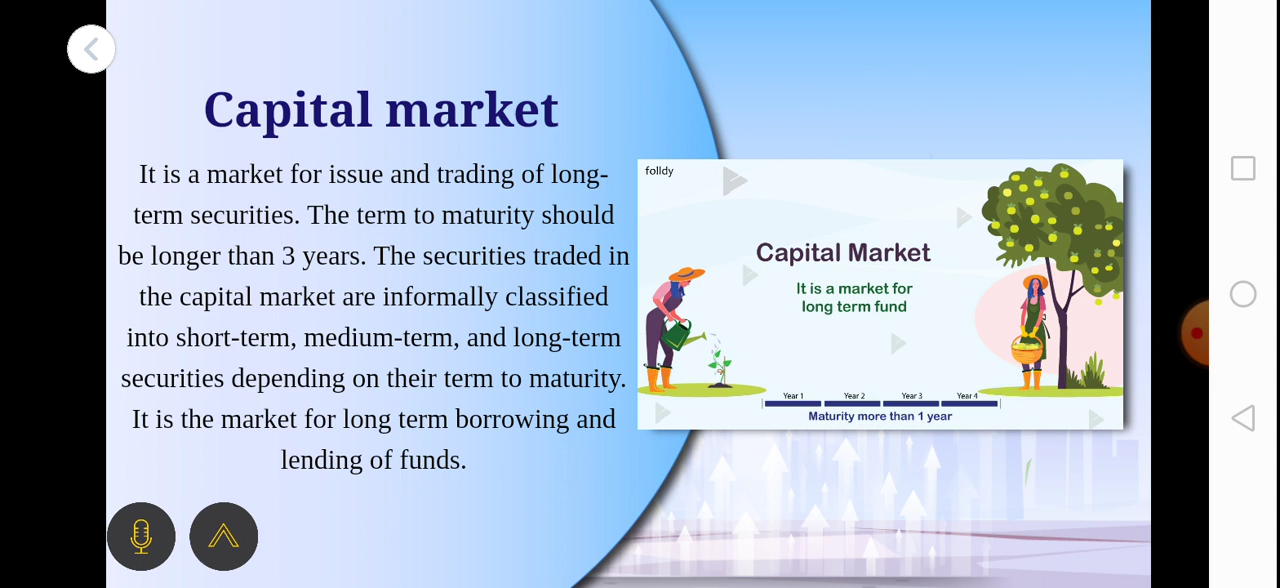 Capital market
It is a market for issue and trading of long-
term securities. The term to maturity should
be longer than 3 years. The securities traded in
the capital market are informally classified
into short-term, medium-term, and long-term
securities depending on their term to maturity.
It is the market for long term borrowing and
lending of funds.
folldy
Capital Market
It is a market for
long term fund
Year 1 Year 2 Year 3 Year 4
Maturity more than 1 year